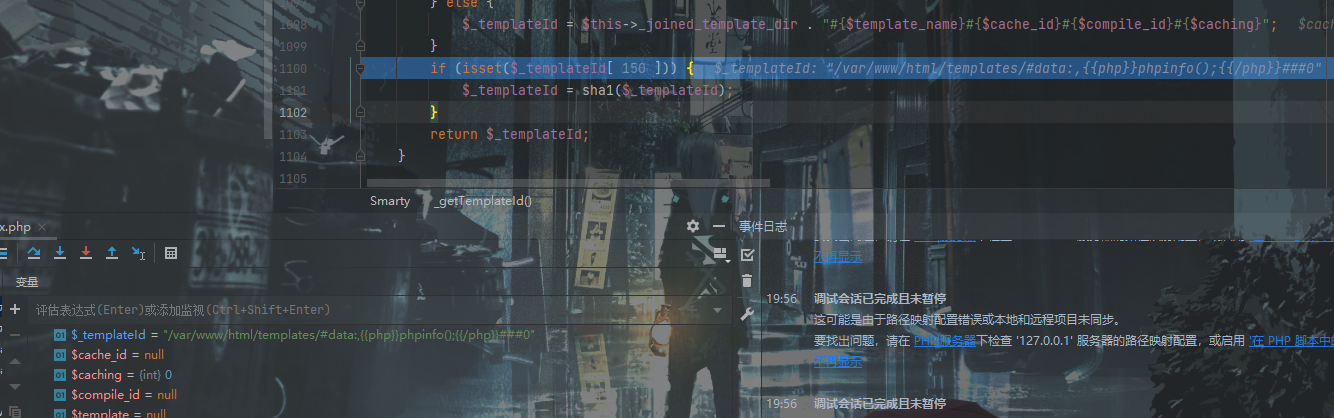 } else {
1098 $_templateId = $this->_joined_template_dir . "#{$template_name}#{$cache_id}#{$compile_id}#{$caching}"; $cac
1099 }
1100 if (isset($_templateId[ 150 ])) { $_templateId: "/var/www/html/templates/#data:,{{php}}phpinfo();{{/php}}###0"
1101 $_templateId = sha1($_templateId);
1102 }
1103 return $_templateId;
1104 }
1105
Smarty _getTemplateId()
x.php
变量
评估表达式(Enter)或添加监视(Ctrl+Shift+Enter)
$_templateId = "/var/www/html/templates/#data:,{{php}}phpinfo();{{/php}}###0"
$cache_id = null
$caching = {int} 0
$compile_id = null
$template = null
事件日志
不再显示
19:56 调试会话已完成且未暂停
这可能是由于路径映射配置错误或本地和远程项目未同步。
要找出问题，请在 PHP|服务器下检查 '127.0.0.1' 服务器的路径映射配置，或启用 '在 PHP 脚本中的
不再显示
19:56 调试会话已完成且未暂停